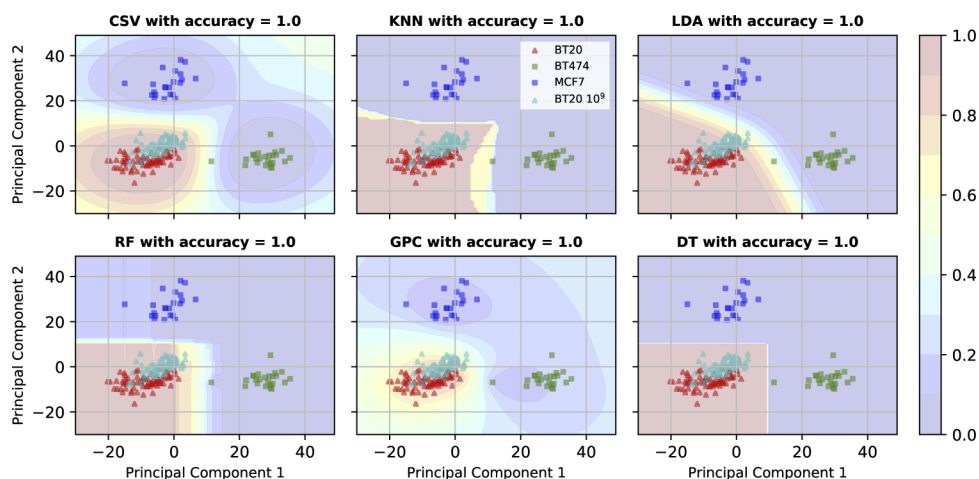 CSV with accuracy = 1.0
KNN with accuracy = 1.0
LDA with accuracy = 1.0
Principal Component 2
40
20
0
−20
BT20
BT474
MCF7
BT20 10⁹
RF with accuracy = 1.0
GPC with accuracy = 1.0
DT with accuracy = 1.0
Principal Component 2
40
20
0
−20
−20 0 20 40
−20 0 20 40
−20 0 20 40
Principal Component 1
Principal Component 1
Principal Component 1
1.0
0.8
0.6
0.4
0.2
0.0